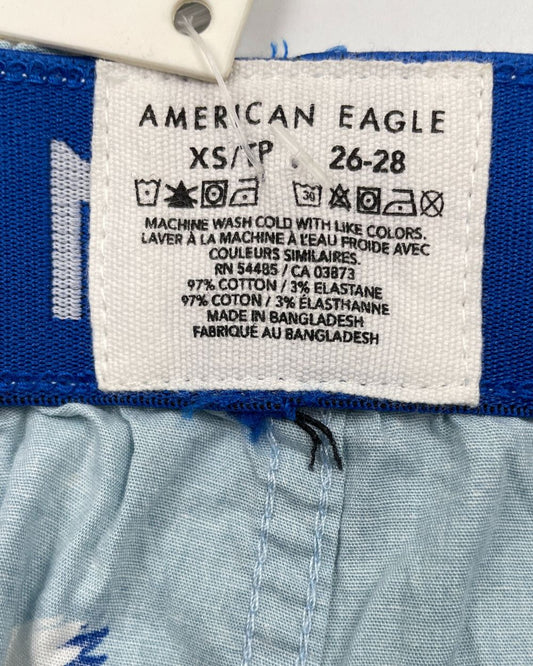 AMERICAN EAGLE
XS/TP 26-28
30
MACHINE WASH COLD WITH LIKE COLORS.
LAVER À LA MACHINE À L'EAU FROIDE AVEC
COULEURS SIMILAIRES.
RN 54485 / CA 03873
97% COTTON / 3% ELASTANE
97% COTON / 3% ÉLASTHANNE
MADE IN BANGLADESH
FABRIQUÉ AU BANGLADESH